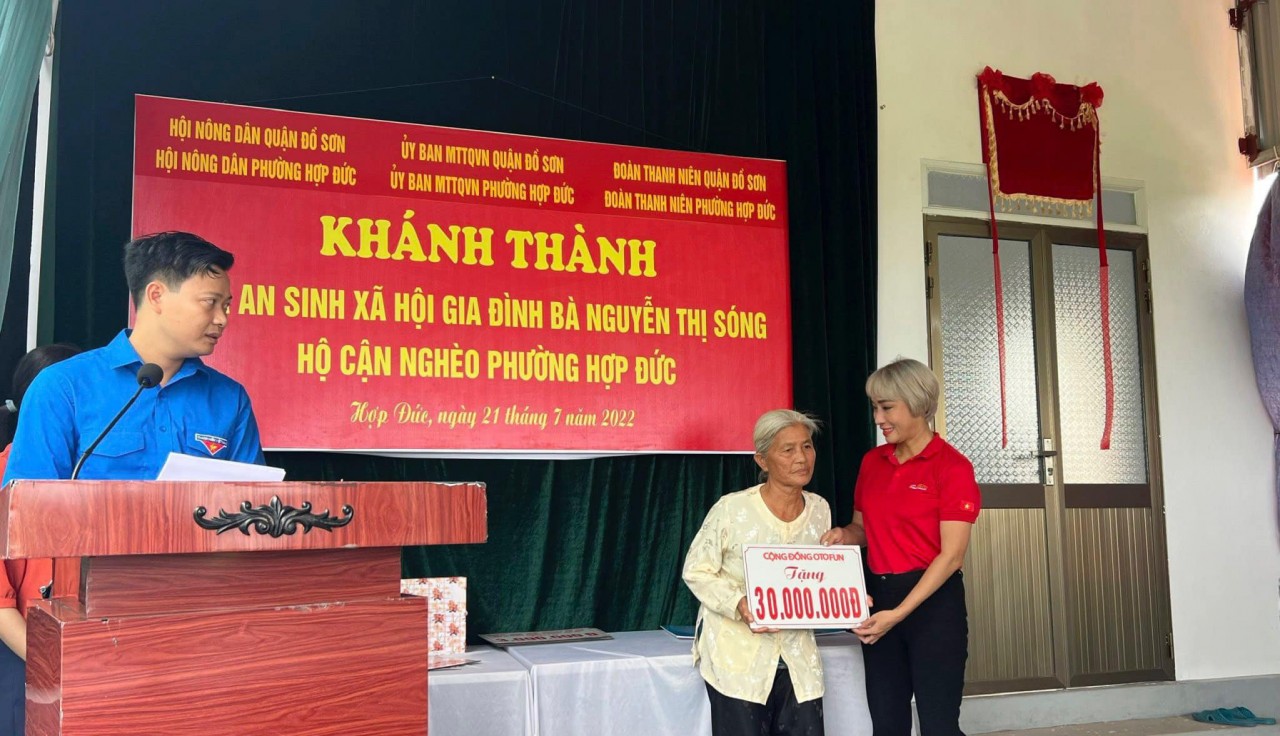 HỘI NÔNG DÂN QUẬN ĐỒ SƠN
HỘI NÔNG DÂN PHƯỜNG HỢP ĐỨC
ỦY BAN MTTQVN QUẬN ĐỒ SƠN
ỦY BAN MTTQVN PHƯỜNG HỢP ĐỨC
ĐOÀN THANH NIÊN QUẬN ĐỒ SƠN
ĐOÀN THANH NIÊN PHƯỜNG HỢP ĐỨC
KHÁNH THÀNH
AN SINH XÃ HỘI GIA ĐÌNH BÀ NGUYỄN THỊ SÓNG
HỘ CẬN NGHÈO PHƯỜNG HỢP ĐỨC
Hợp Đức, ngày 21 tháng 7 năm 2022
CỘNG ĐỒNG OTOFUN
Tặng
30.000.000Đ